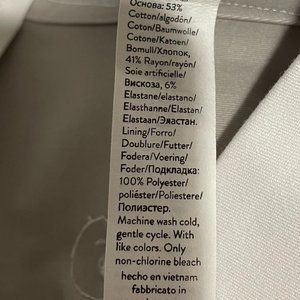 Основа: 53%
Cotton/algodón/
Coton/Baumwolle/
Cotone/Katoen/
Bomull/Хлопок,
41% Rayon/rayón/
Soie artificielle/
Вискоза, 6%
Elastane/elastano/
Elasthanne/Elastan/
Elastaan/Эластан.
Lining/Forro/
Doublure/Futter/
Fodera/Voering/
Foder/Подкладка:
100% Polyester/
poliéster/Poliestere/
Полиэстер.
Machine wash cold,
gentle cycle. With
like colors. Only
non-chlorine bleach
hecho en vietnam
fabbricato in